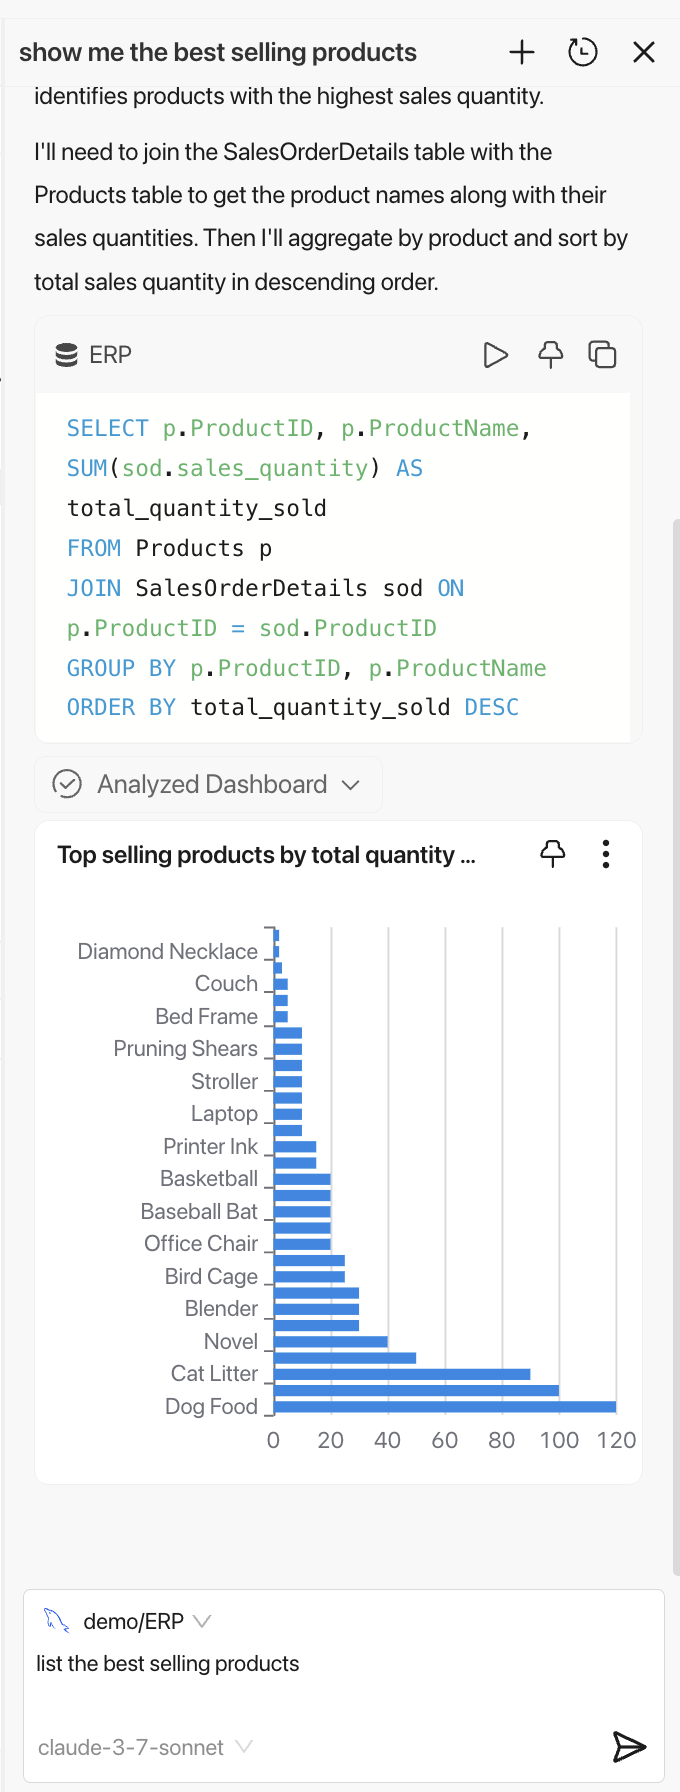 show me the best selling products
identifies products with the highest sales quantity.
I'll need to join the SalesOrderDetails table with the
Products table to get the product names along with their
sales quantities. Then I'll aggregate by product and sort by
total sales quantity in descending order.
ERP
SELECT p.ProductID, p.ProductName,
SUM(sod.sales_quantity) AS
total_quantity_sold
FROM Products p
JOIN SalesOrderDetails sod ON
p.ProductID = sod.ProductID
GROUP BY p.ProductID, p.ProductName
ORDER BY total_quantity_sold DESC
Analyzed Dashboard
Top selling products by total quantity ...
Diamond Necklace
Couch
Bed Frame
Pruning Shears
Stroller
Laptop
Printer Ink
Basketball
Baseball Bat
Office Chair
Bird Cage
Blender
Novel
Cat Litter
Dog Food
0 20 40 60 80 100 120
demo/ERP
list the best selling products
claude-3-7-sonnet